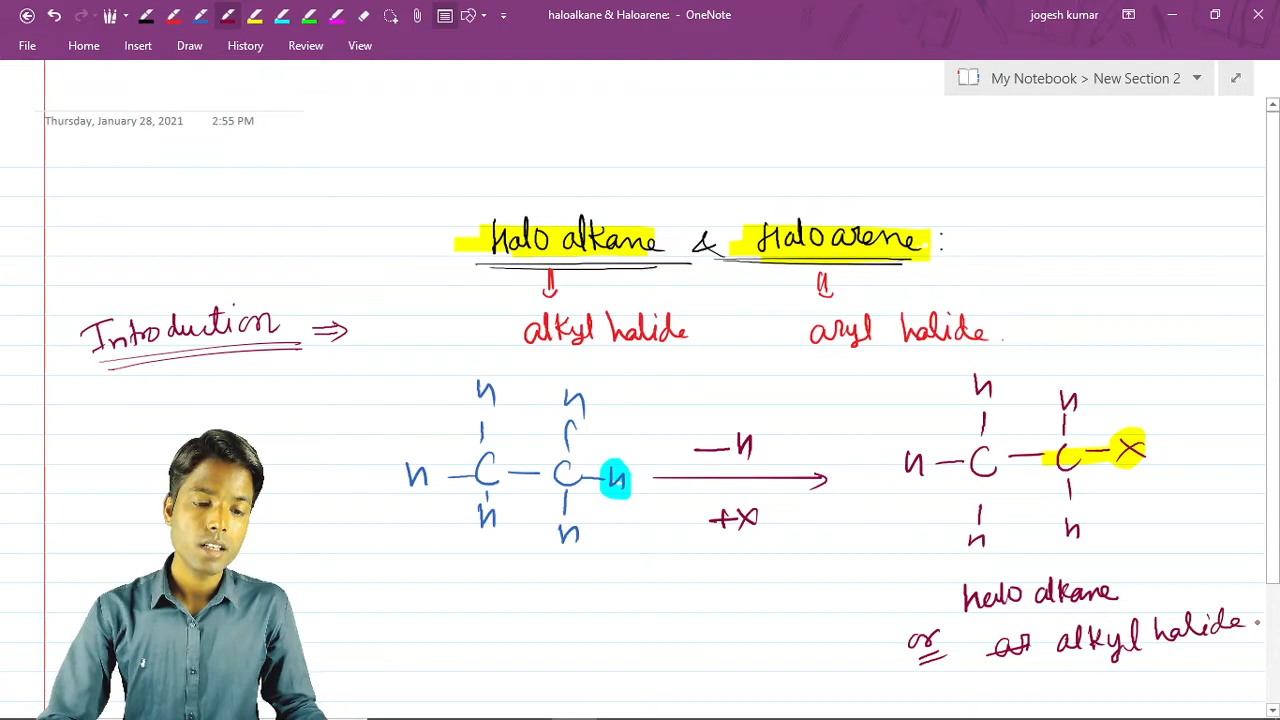 haloalkane & Haloarene: - OneNote
jogesh kumar
File Home Insert Draw History Review View
My Notebook > New Section 2
Thursday, January 28, 2021 2:55 PM
Halo alkane & Haloarene :
Introduction ⇒ alkyl halide aryl halide.
H H H H
—H
H — C — C — H H — C — C — X
+X
H H H H
halo alkane
or alkyl halide